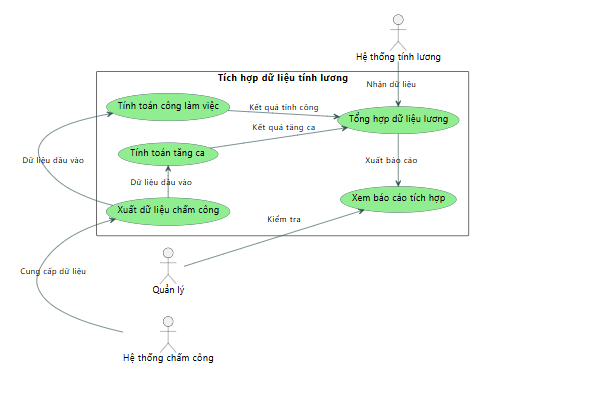 Hệ thống tính lương
Tích hợp dữ liệu tính lương
Nhận dữ liệu
Tính toán công làm việc
Kết quả tính công
Tổng hợp dữ liệu lương
Kết quả tăng ca
Tính toán tăng ca
Dữ liệu đầu vào
Xuất báo cáo
Dữ liệu đầu vào
Xem báo cáo tích hợp
Xuất dữ liệu chấm công
Kiểm tra
Cung cấp dữ liệu
Quản lý
Hệ thống chấm công